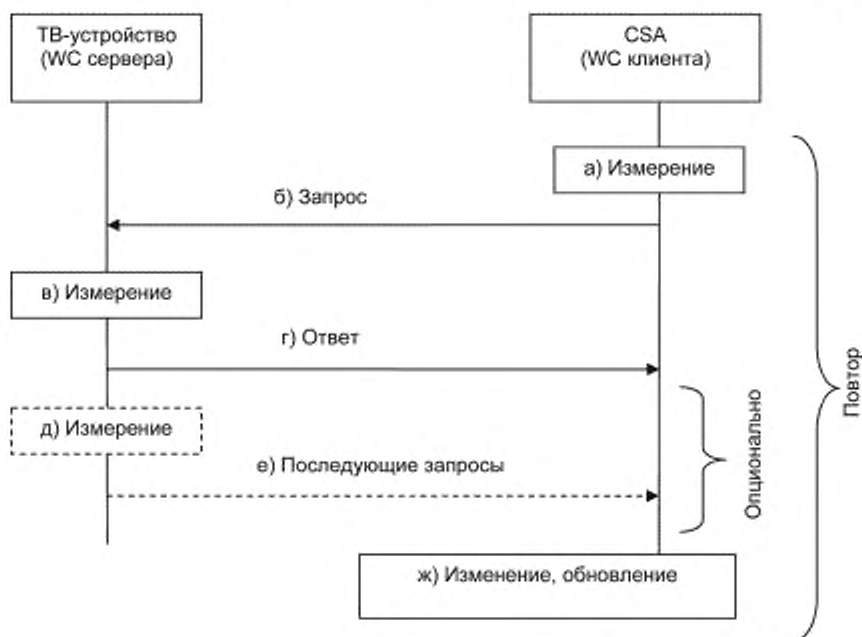 ТВ-устройство
(WC сервера)
CSA
(WC клиента)
а) Измерение
б) Запрос
в) Измерение
г) Ответ
д) Измерение
е) Последующие запросы
ж) Изменение, обновление
Опционально
Повтор